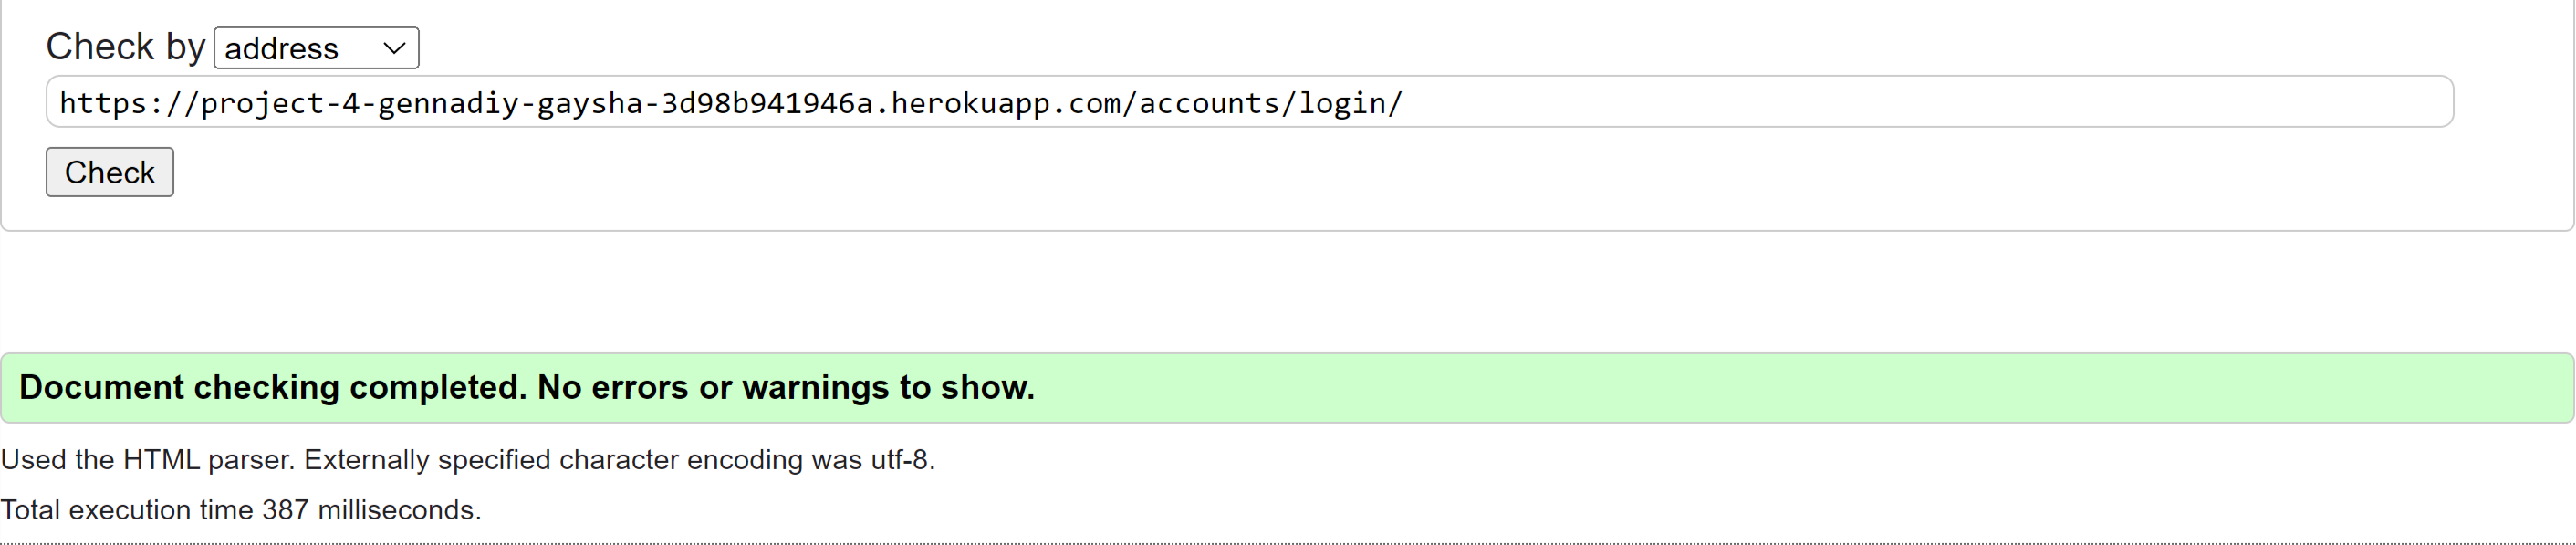 Check by address
https://project-4-gennadiy-gaysha-3d98b941946a.herokuapp.com/accounts/login/
Check
Document checking completed. No errors or warnings to show.
Used the HTML parser. Externally specified character encoding was utf-8.
Total execution time 387 milliseconds.